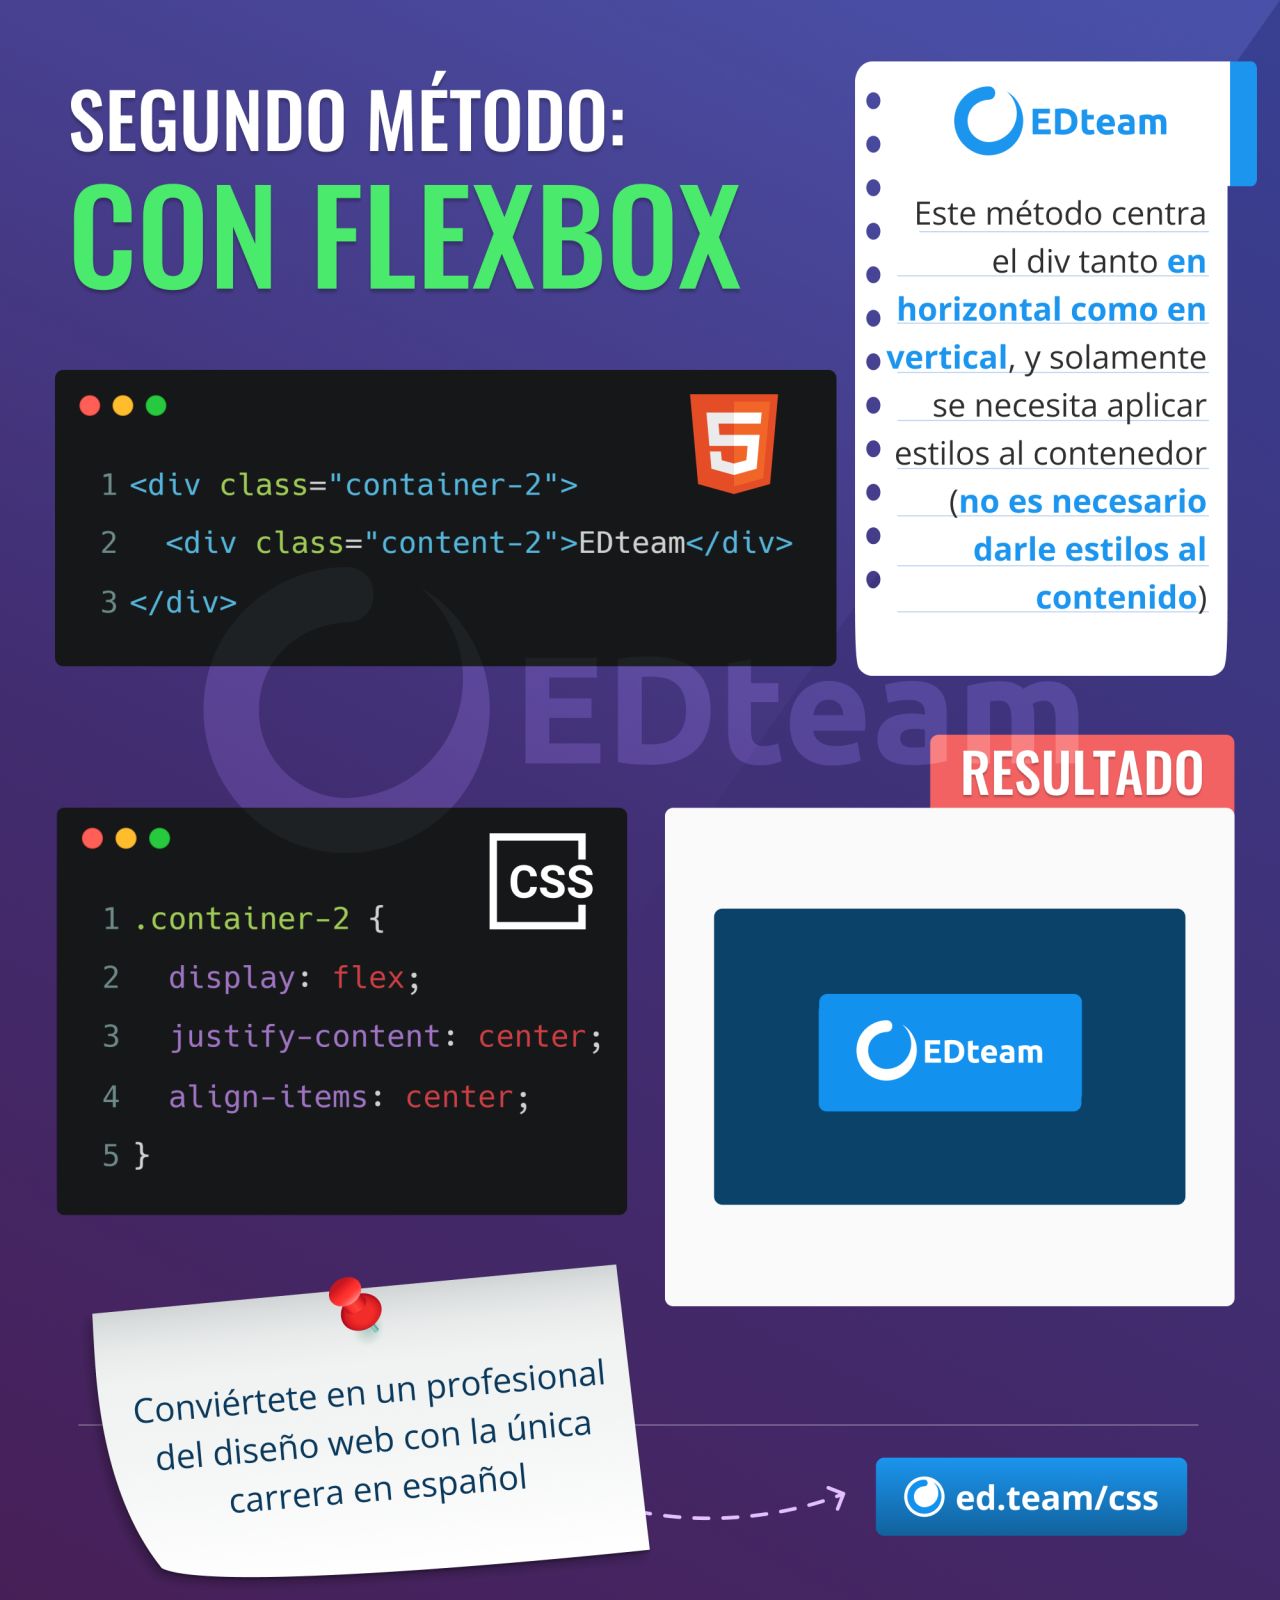 SEGUNDO MÉTODO:
CON FLEXBOX
EDteam
Este método centra
el div tanto en
horizontal como en
vertical, y solamente
se necesita aplicar
estilos al contenedor
(no es necesario
darle estilos al
contenido)
5
1 <div class="container-2">
2   <div class="content-2">EDteam</div>
3 </div>
EDteam
RESULTADO
CSS
1 .container-2 {
2   display: flex;
3   justify-content: center;
4   align-items: center;
5 }
EDteam
Conviértete en un profesional
del diseño web con la única
carrera en español
ed.team/css